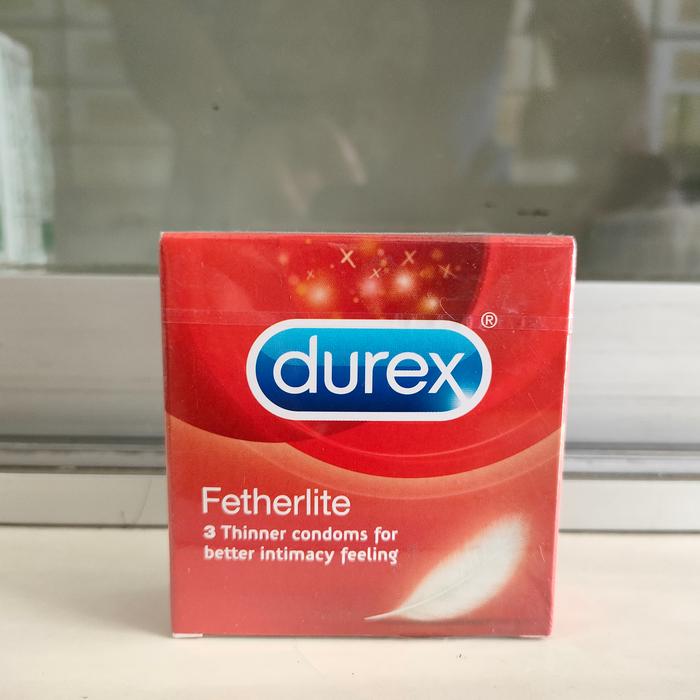 durex®
Fetherlite
3 Thinner condoms for
better intimacy feeling